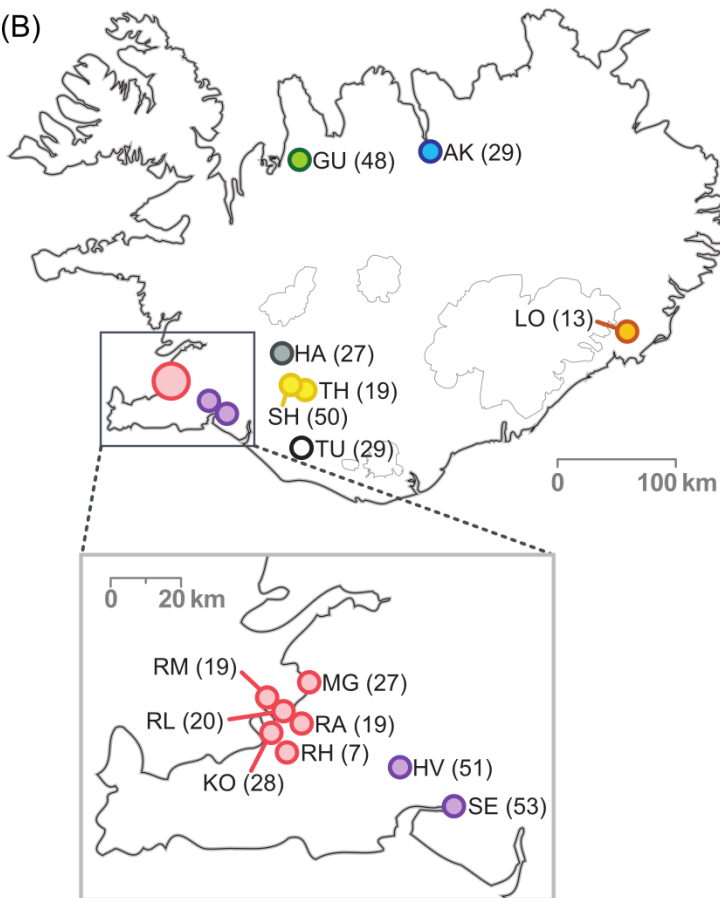 (B)
GU (48)
AK (29)
LO (13)
HA (27)
TH (19)
SH (50)
TU (29)
0 100 km
0 20 km
RM (19)
MG (27)
RL (20)
RA (19)
RH (7)
KO (28)
HV (51)
SE (53)